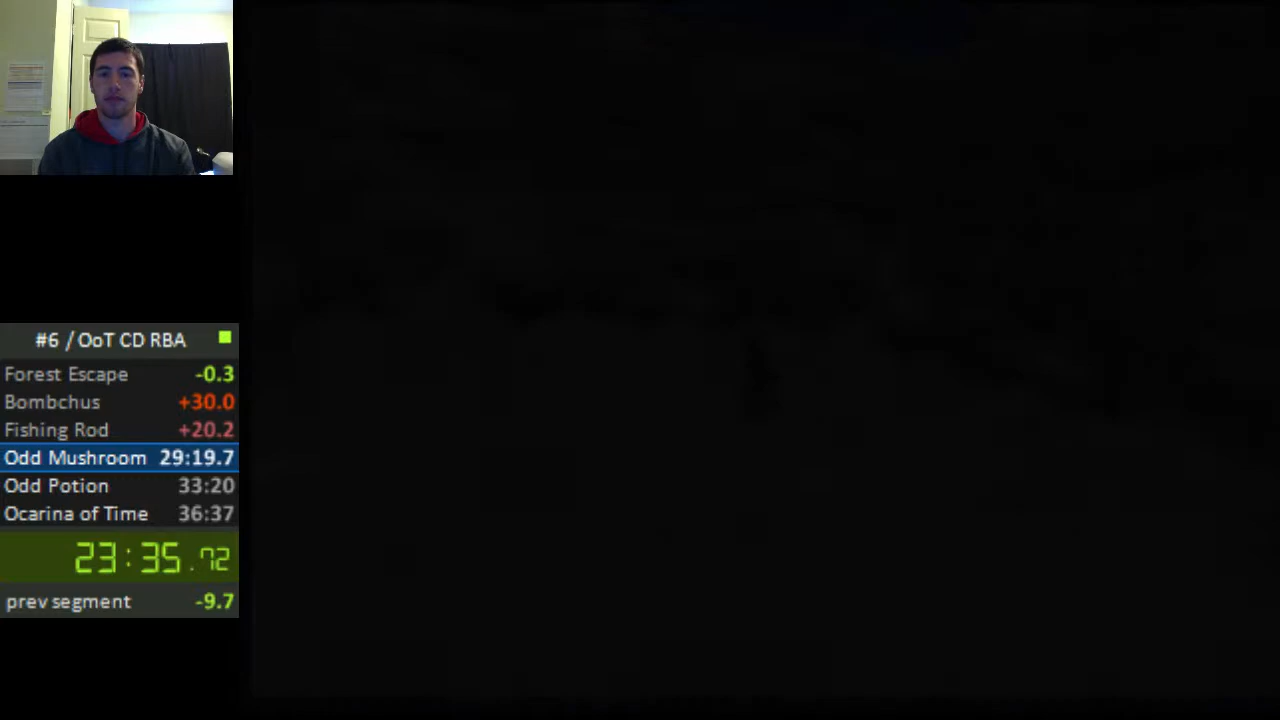 #6 / OoT CD RBA
Forest Escape -0.3
Bombchus +30.0
Fishing Rod +20.2
Odd Mushroom 29:19.7
Odd Potion 33:20
Ocarina of Time 36:37
23:35.72
prev segment -9.7